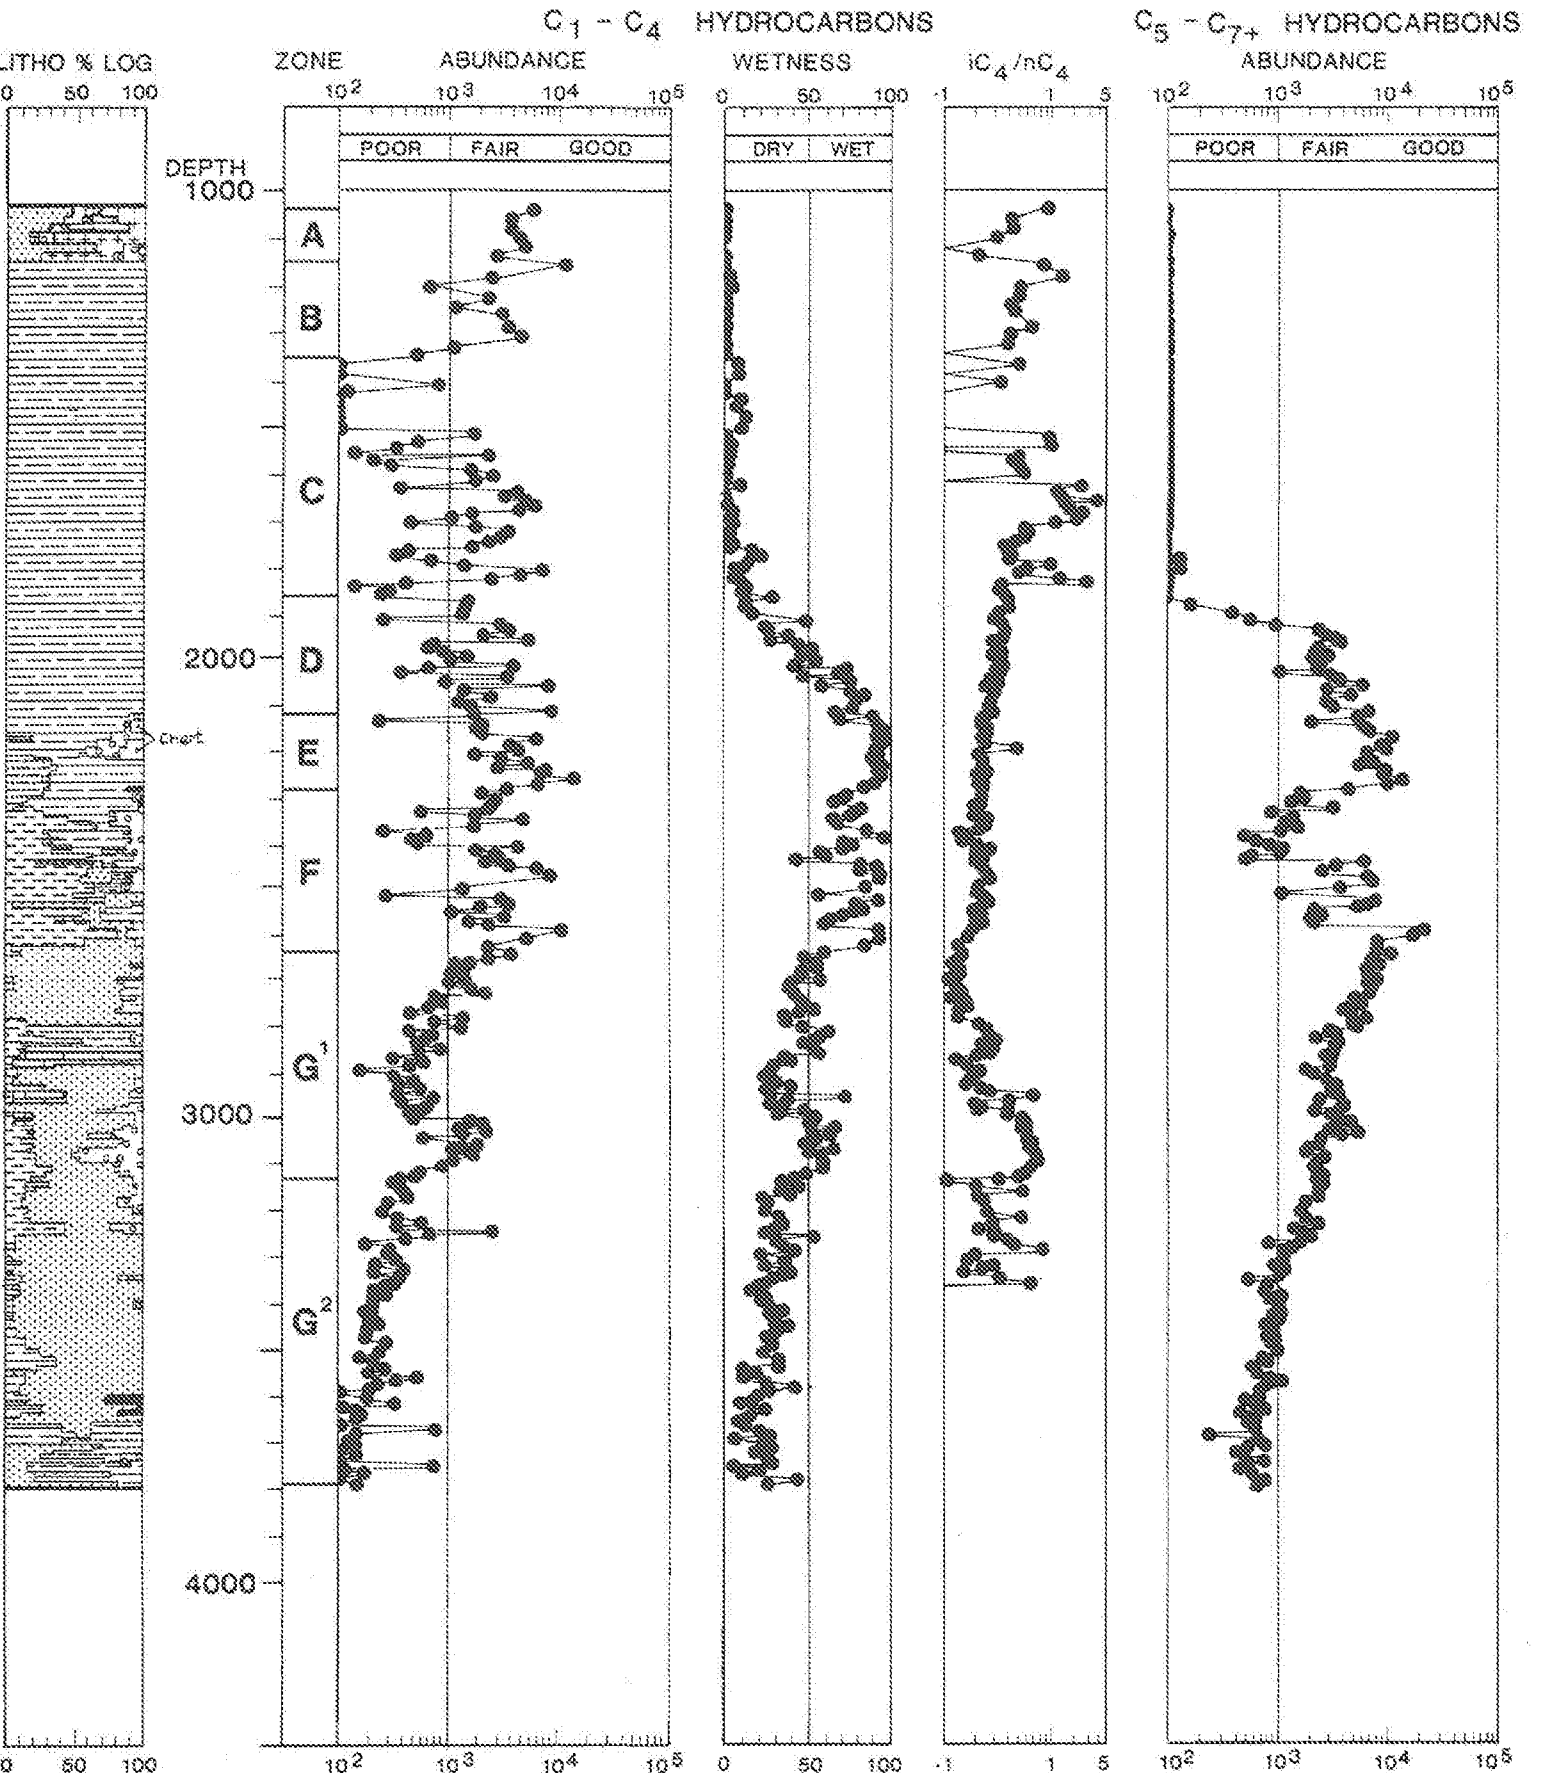 C1 - C4 HYDROCARBONS C5 - C7+ HYDROCARBONS
LITHO % LOG ZONE ABUNDANCE WETNESS iC4/nC4 ABUNDANCE
0 50 100 10² 10³ 10⁴ 10⁵ 0 50 100 -1 1 5 10² 10³ 10⁴ 10⁵
POOR FAIR GOOD DRY WET POOR FAIR GOOD
DEPTH
1000
A
B
C
D
2000
Chert
E
F
G¹
3000
G²
4000
0 50 100 10² 10³ 10⁴ 10⁵ 0 50 100 -1 1 5 10² 10³ 10⁴ 10⁵